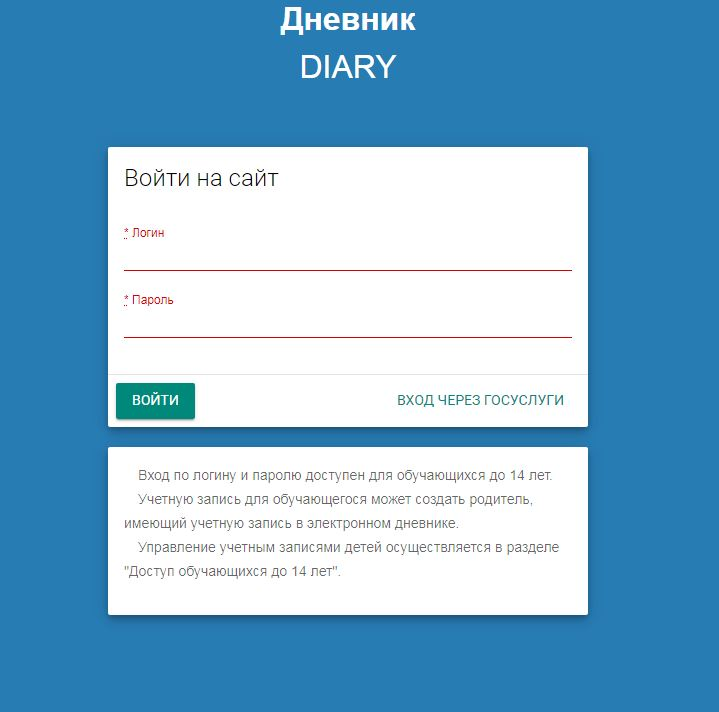 Дневник
DIARY
Войти на сайт
* Логин
* Пароль
ВОЙТИ
ВХОД ЧЕРЕЗ ГОСУСЛУГИ
Вход по логину и паролю доступен для обучающихся до 14 лет.
Учетную запись для обучающегося может создать родитель,
имеющий учетную запись в электронном дневнике.
Управление учетным записями детей осуществляется в разделе
"Доступ обучающихся до 14 лет".